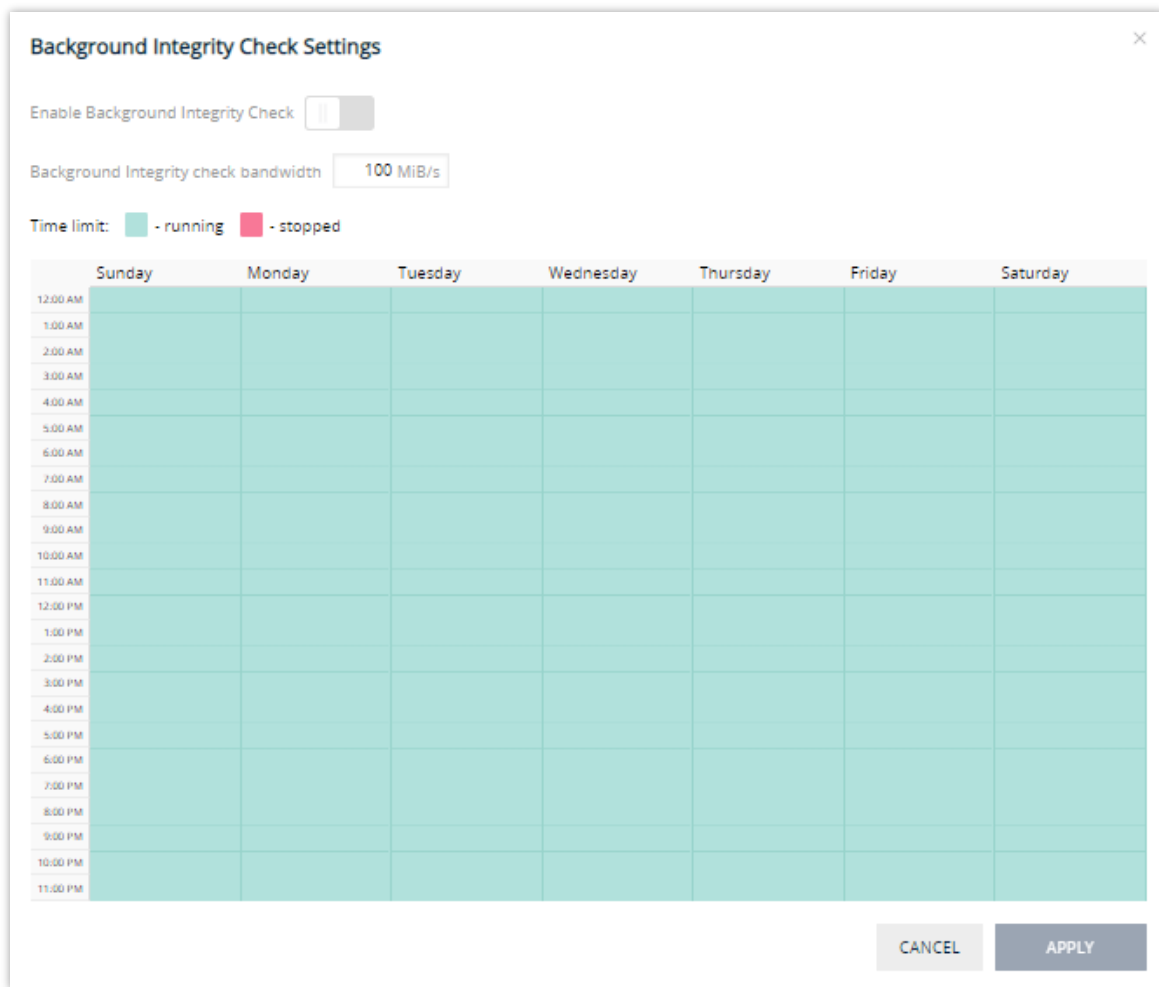 Background Integrity Check Settings
Enable Background Integrity Check
Background Integrity check bandwidth 100 MiB/s
Time limit: - running - stopped
Sunday Monday Tuesday Wednesday Thursday Friday Saturday
12:00 AM
1:00 AM
2:00 AM
3:00 AM
4:00 AM
5:00 AM
6:00 AM
7:00 AM
8:00 AM
9:00 AM
10:00 AM
11:00 AM
12:00 PM
1:00 PM
2:00 PM
3:00 PM
4:00 PM
5:00 PM
6:00 PM
7:00 PM
8:00 PM
9:00 PM
10:00 PM
11:00 PM
CANCEL APPLY